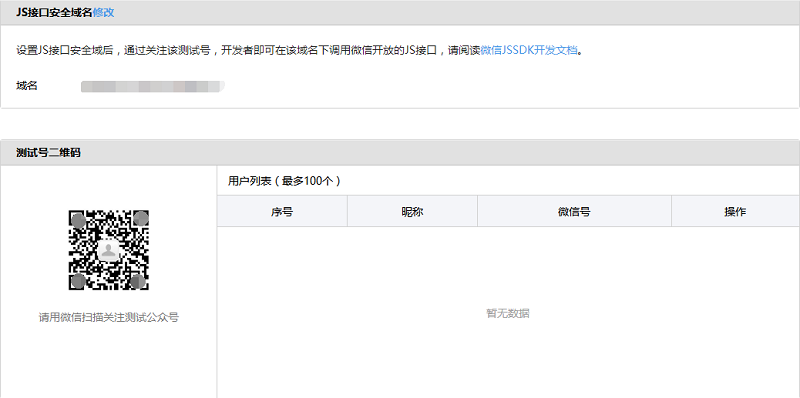 JS接口安全域名修改
设置JS接口安全域后，通过关注该测试号，开发者即可在该域名下调用微信开放的JS接口，请阅读微信JSSDK开发文档。
域名
测试号二维码
用户列表（最多100个）
序号 昵称 微信号 操作
请用微信扫描关注测试公众号
暂无数据